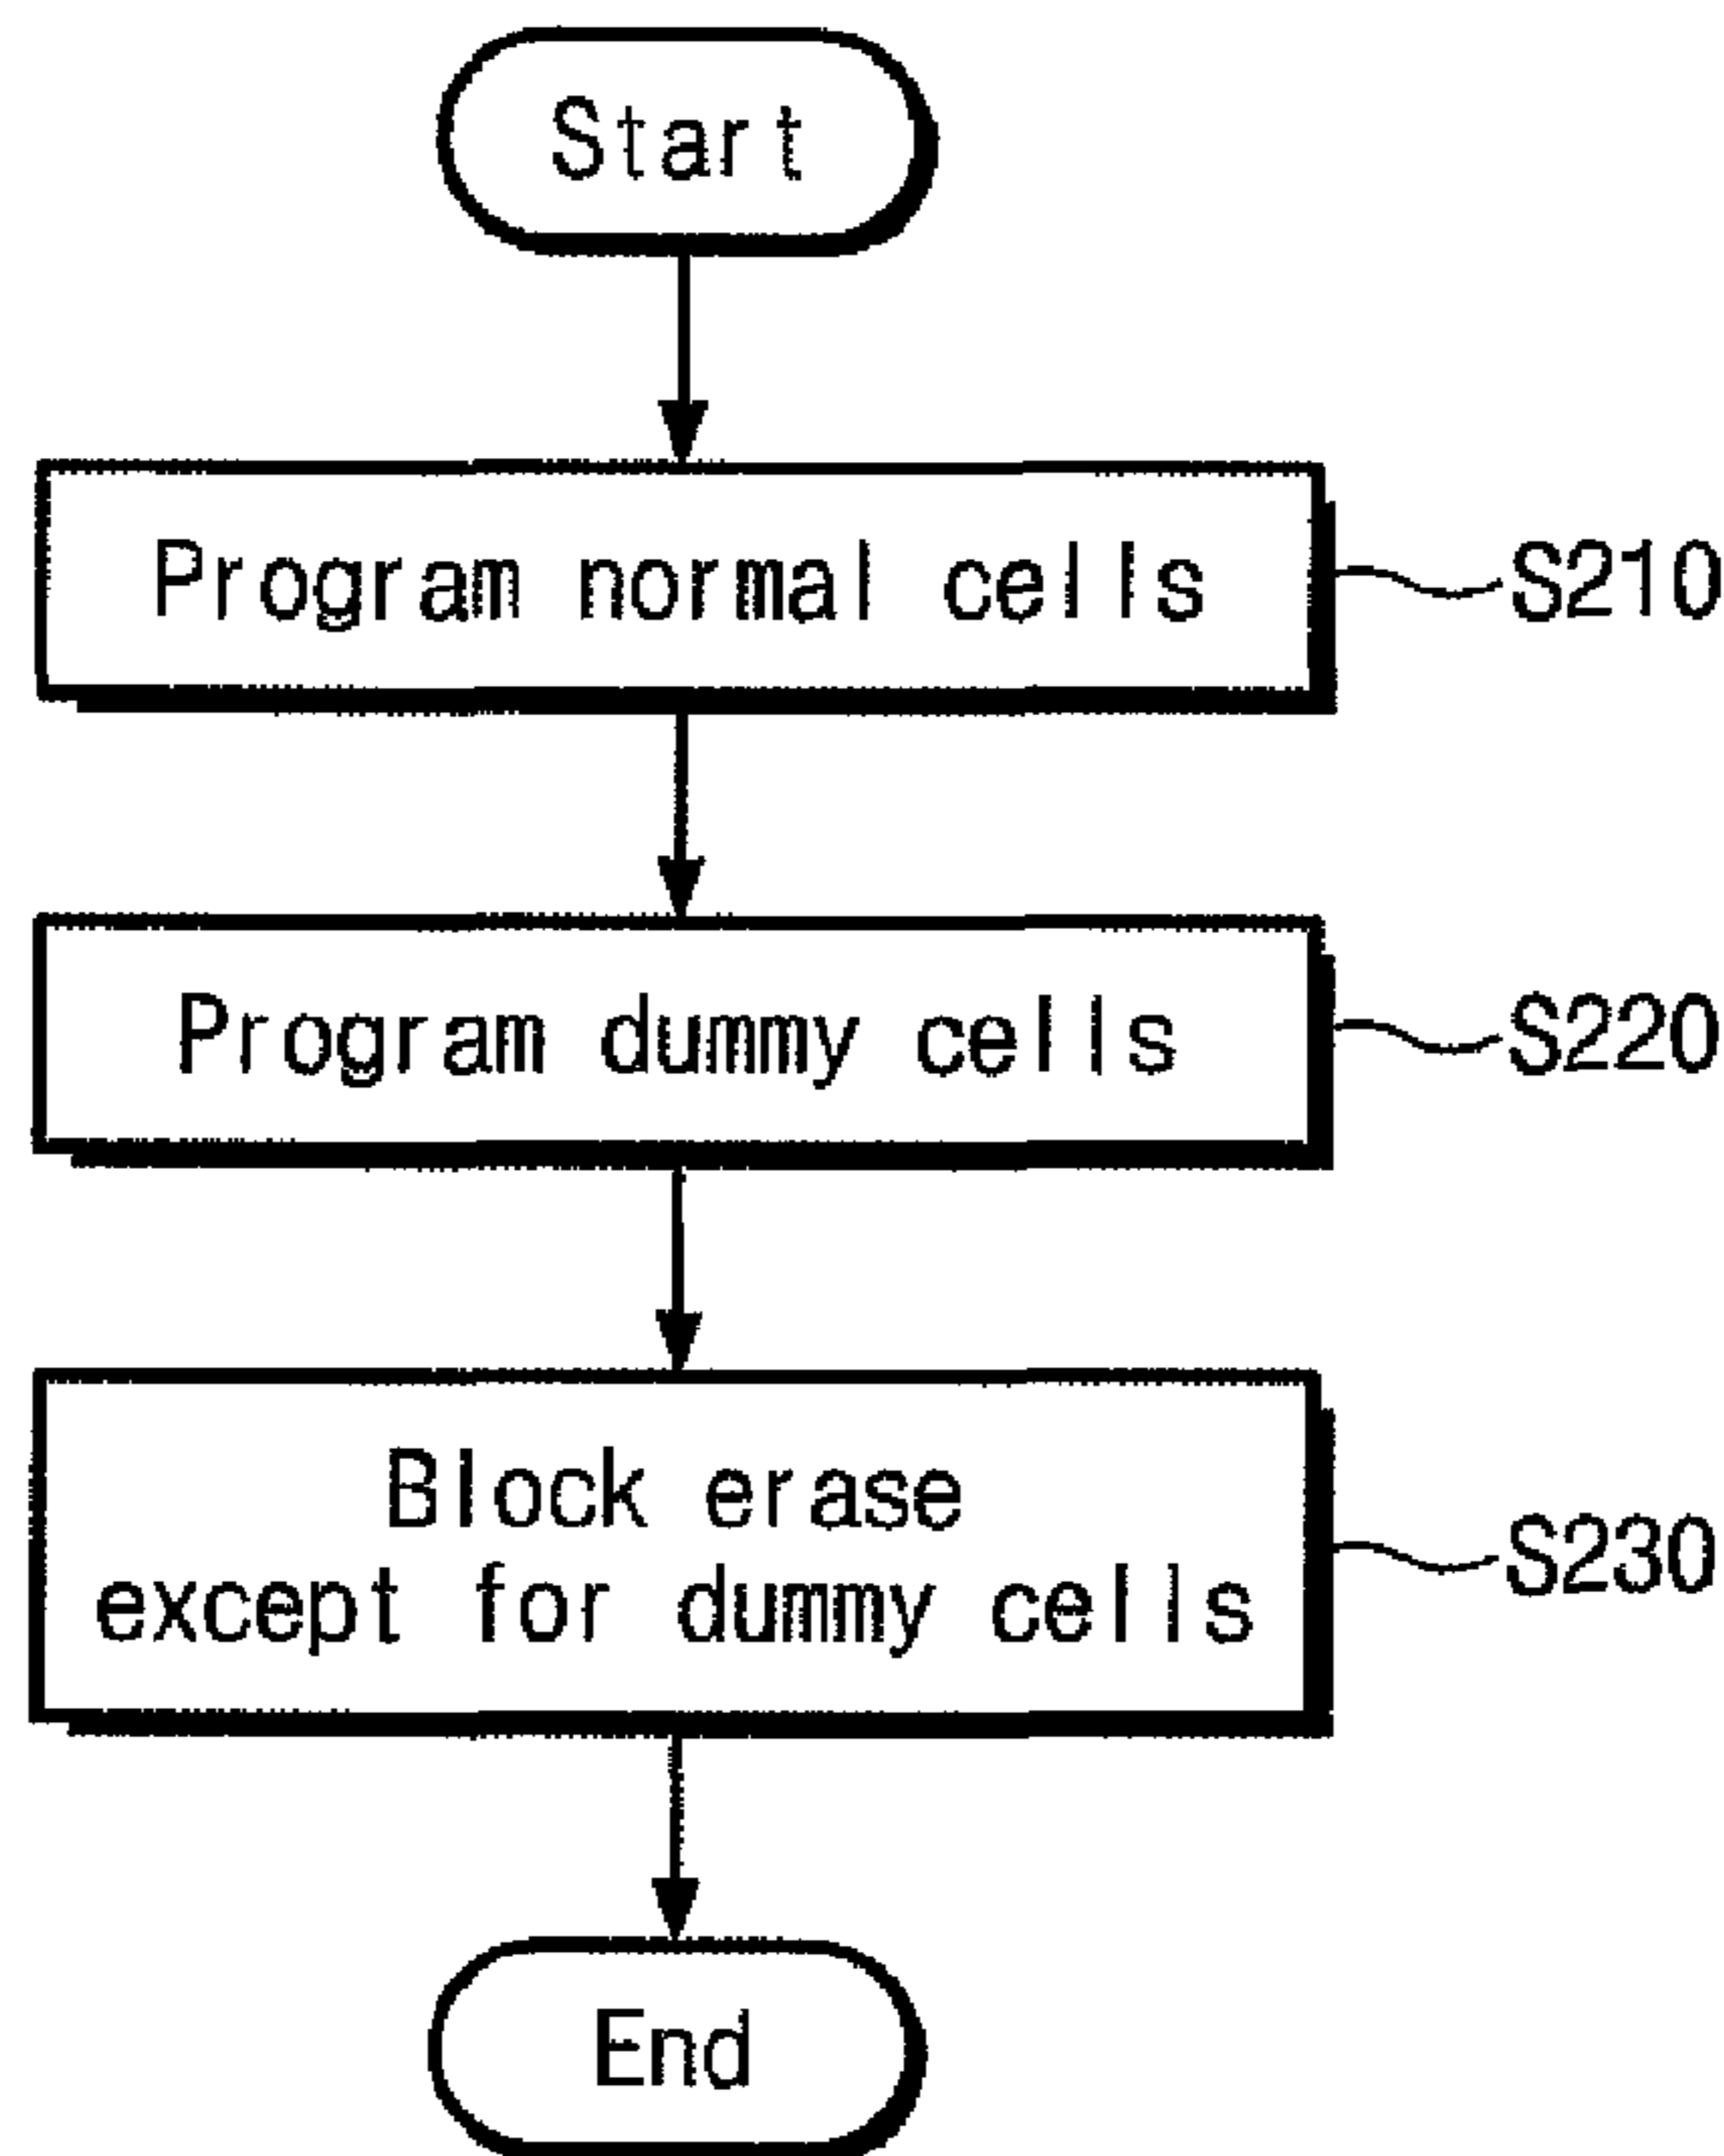 Start
Program normal cells
S210
Program dummy cells
S220
Block erase
except for dummy cells
S230
End